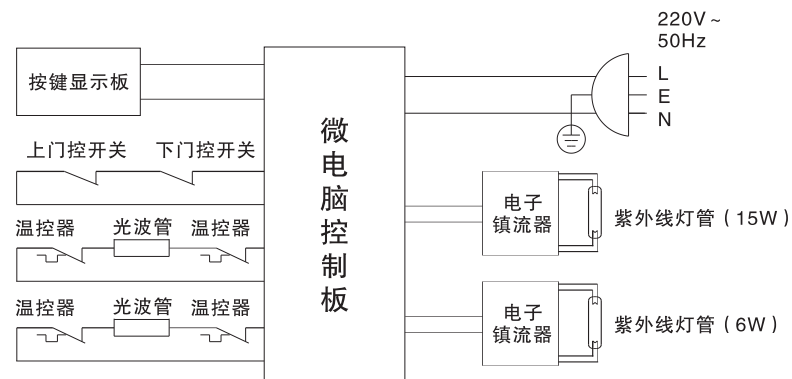 220V~
50Hz
按键显示板
L
E
N
上门控开关 下门控开关
微电脑控制板
电子
镇流器
紫外线灯管（15W）
温控器 光波管 温控器
温控器 光波管 温控器
电子
镇流器
紫外线灯管（6W）